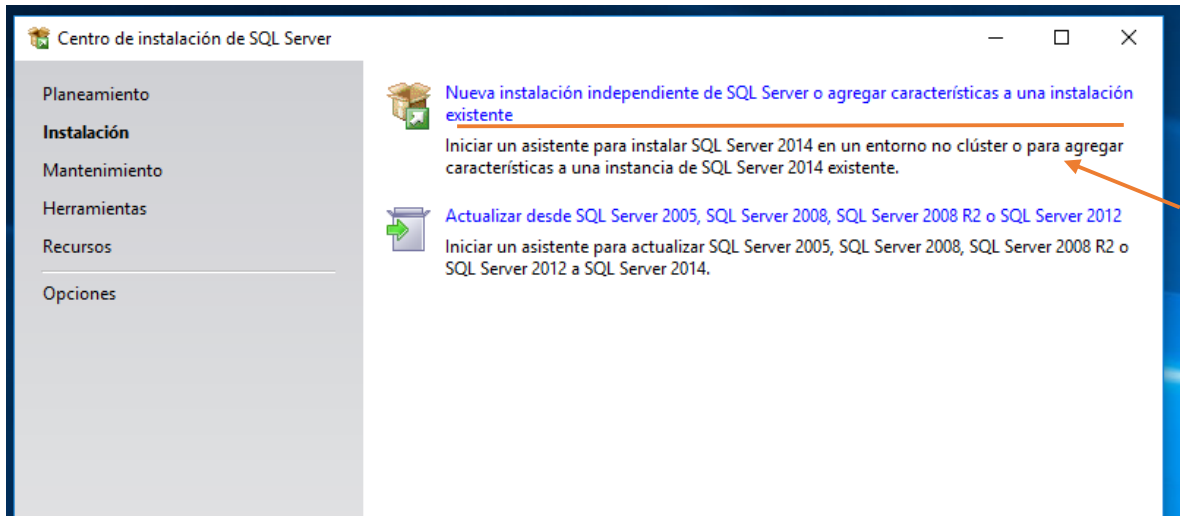 Centro de instalación de SQL Server
Planeamiento
Instalación
Mantenimiento
Herramientas
Recursos
Opciones
Nueva instalación independiente de SQL Server o agregar características a una instalación
existente
Iniciar un asistente para instalar SQL Server 2014 en un entorno no clúster o para agregar
características a una instancia de SQL Server 2014 existente.
Actualizar desde SQL Server 2005, SQL Server 2008, SQL Server 2008 R2 o SQL Server 2012
Iniciar un asistente para actualizar SQL Server 2005, SQL Server 2008, SQL Server 2008 R2 o
SQL Server 2012 a SQL Server 2014.